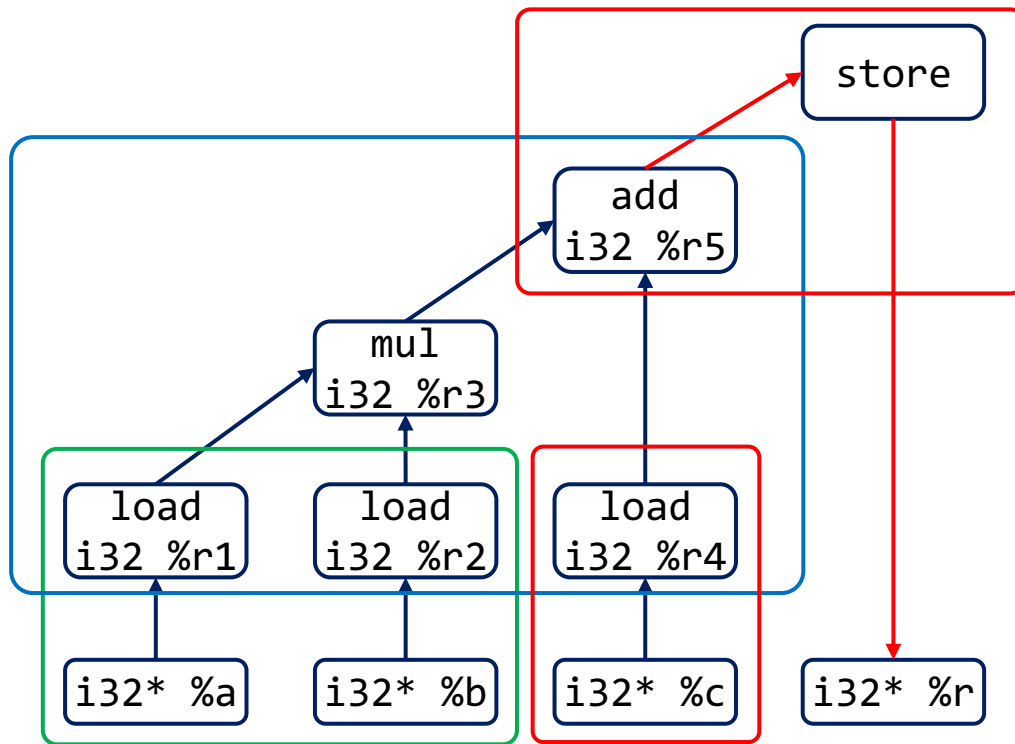 store
add
i32 %r5
mul
i32 %r3
load
i32 %r1
load
i32 %r2
load
i32 %r4
i32* %a
i32* %b
i32* %c
i32* %r